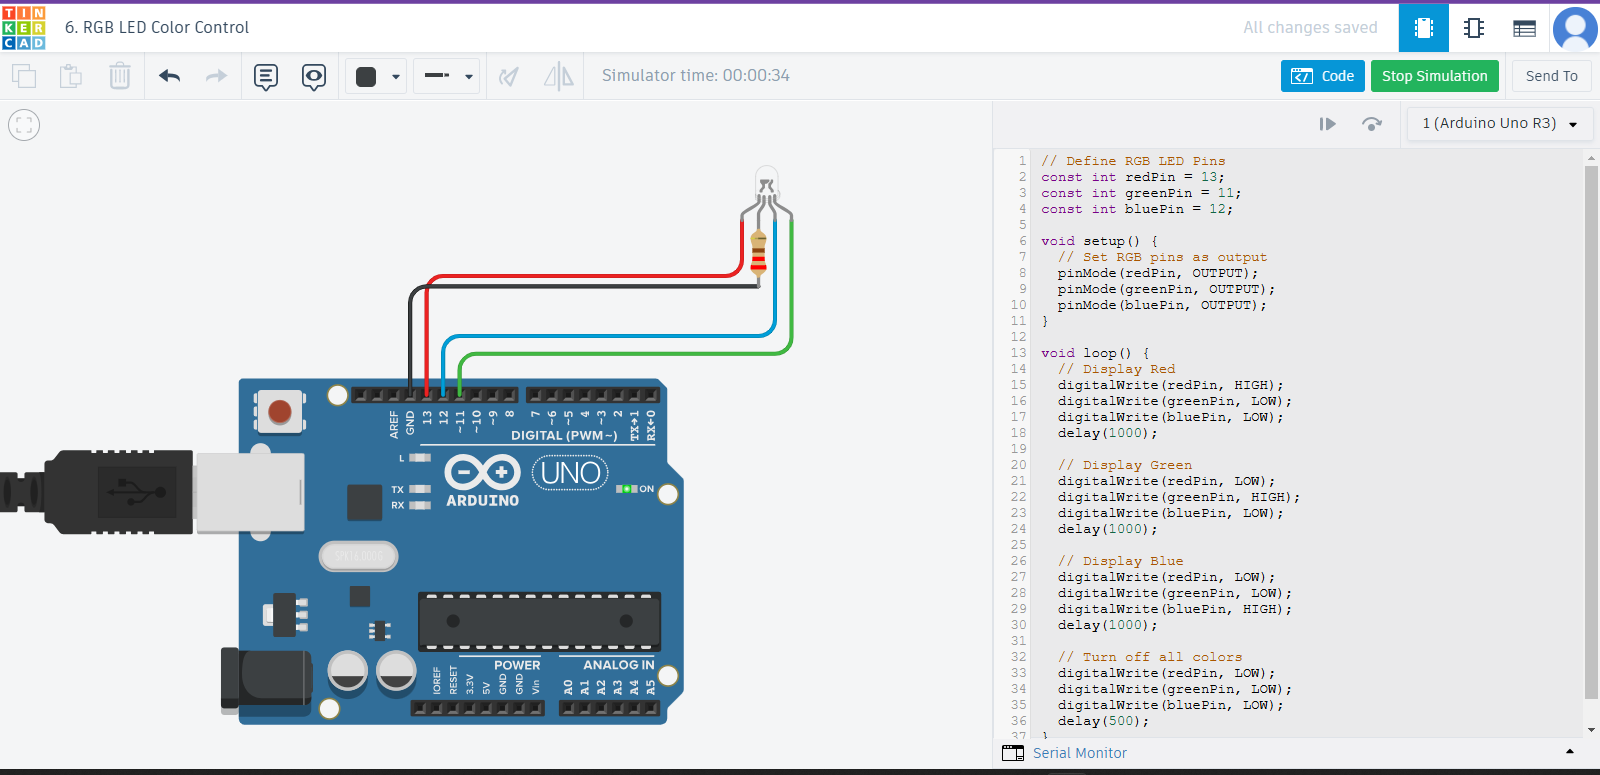 TIN
KER
CAD
6. RGB LED Color Control
All changes saved
Simulator time: 00:00:34
Code
Stop Simulation
Send To
1 (Arduino Uno R3)
1 // Define RGB LED Pins
2 const int redPin = 13;
3 const int greenPin = 11;
4 const int bluePin = 12;
5
6 void setup() {
7 // Set RGB pins as output
8 pinMode(redPin, OUTPUT);
9 pinMode(greenPin, OUTPUT);
10 pinMode(bluePin, OUTPUT);
11 }
12
13 void loop() {
14 // Display Red
15 digitalWrite(redPin, HIGH);
16 digitalWrite(greenPin, LOW);
17 digitalWrite(bluePin, LOW);
18 delay(1000);
19
20 // Display Green
21 digitalWrite(redPin, LOW);
22 digitalWrite(greenPin, HIGH);
23 digitalWrite(bluePin, LOW);
24 delay(1000);
25
26 // Display Blue
27 digitalWrite(redPin, LOW);
28 digitalWrite(greenPin, LOW);
29 digitalWrite(bluePin, HIGH);
30 delay(1000);
31
32 // Turn off all colors
33 digitalWrite(redPin, LOW);
34 digitalWrite(greenPin, LOW);
35 digitalWrite(bluePin, LOW);
36 delay(500);
37 }
Serial Monitor
AREF GND 13 12 ~11 ~10 ~9 8 7 ~6 ~5 4 ~3 2 TX→1 RX←0
DIGITAL (PWM~)
L
TX
RX
ARDUINO
UNO
ON
IOREF RESET 3.3V 5V GND GND Vin
POWER
ANALOG IN
A0 A1 A2 A3 A4 A5